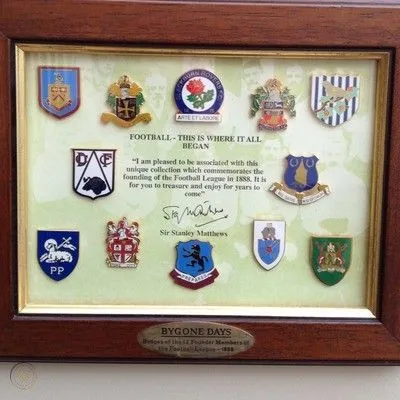 BLACKBURN ROVERS F.C.
ARTE ET LABORE
FOOTBALL - THIS IS WHERE IT ALL
BEGAN
"I am pleased to be associated with this
unique collection which commemorates the
founding of the Football League in 1888. It is
for you to treasure and enjoy for years to
come"
Sir Stanley Matthews
D C
F C
PP
PREPARED
BYGONE DAYS
Badges of the 12 Founder Members of
the Football League - 1888